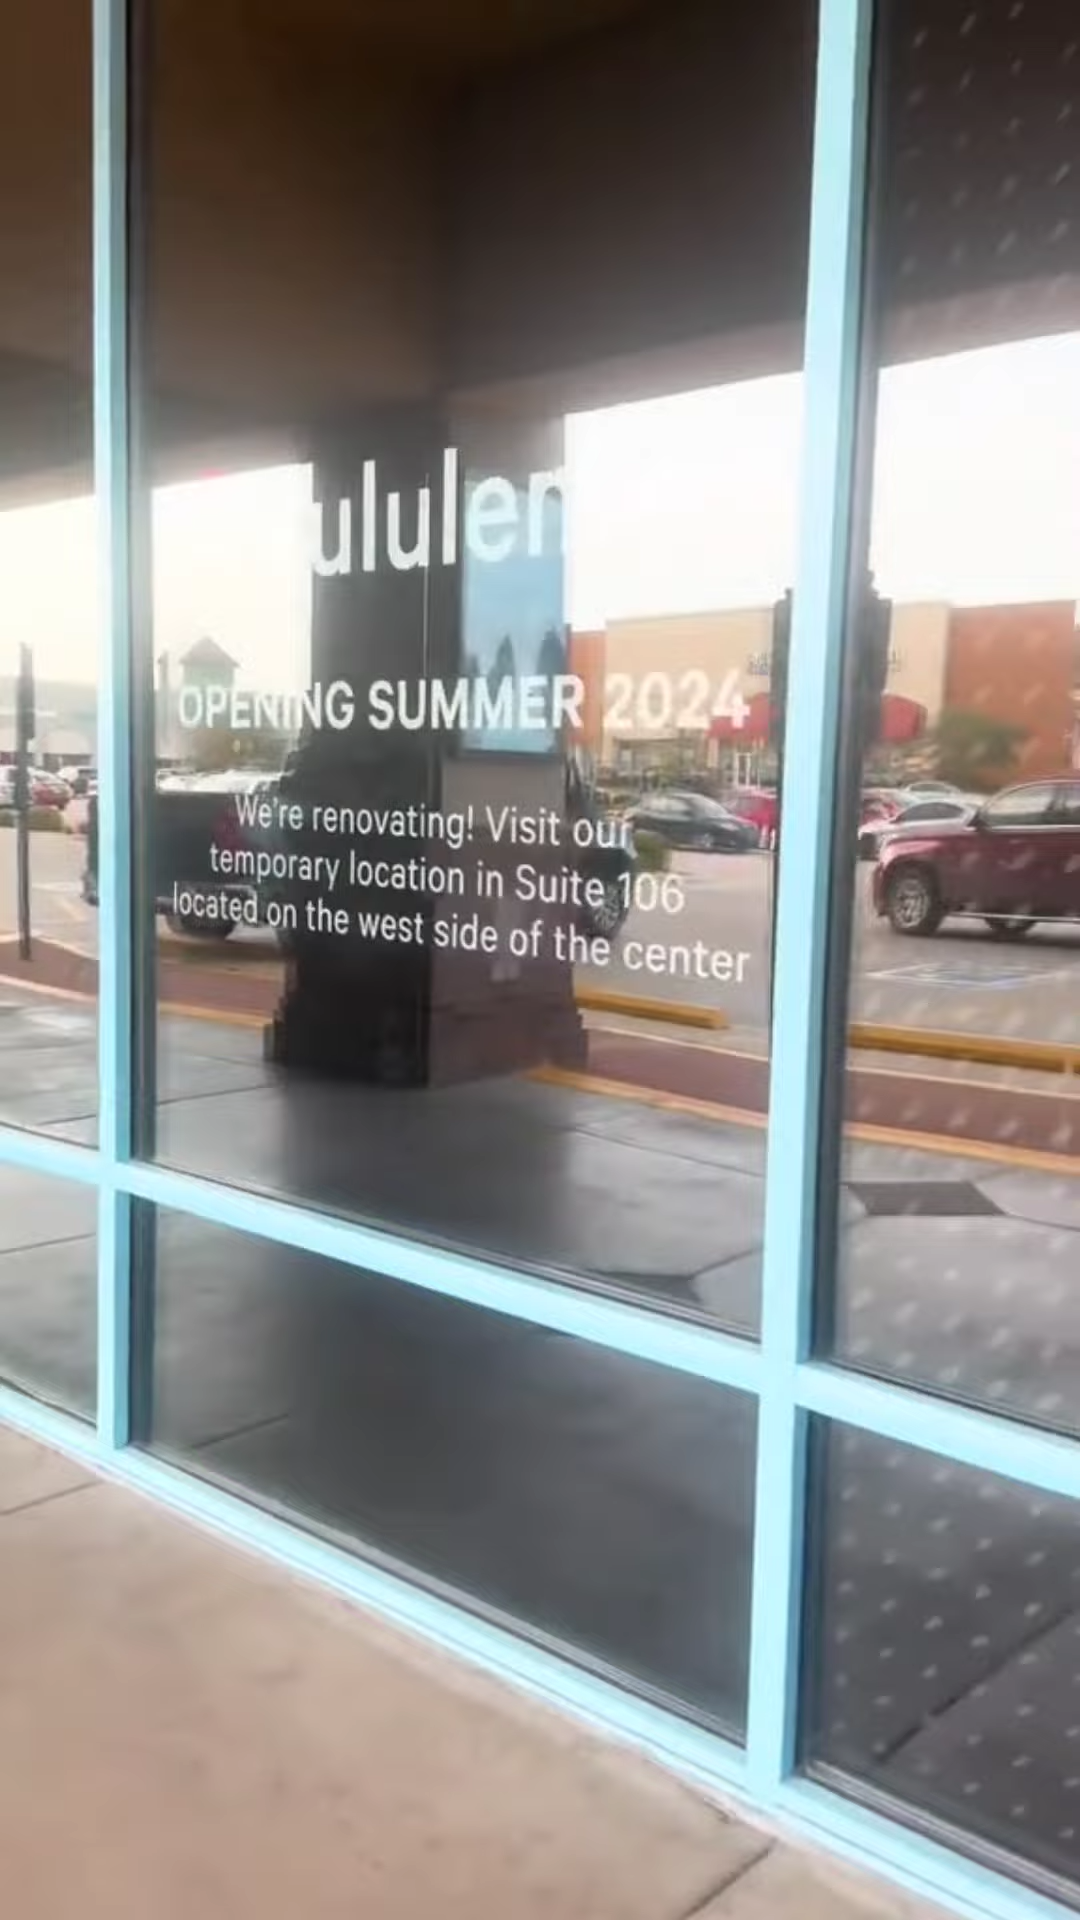 ululem
OPENING SUMMER 2024
We're renovating! Visit our
temporary location in Suite 106
located on the west side of the center